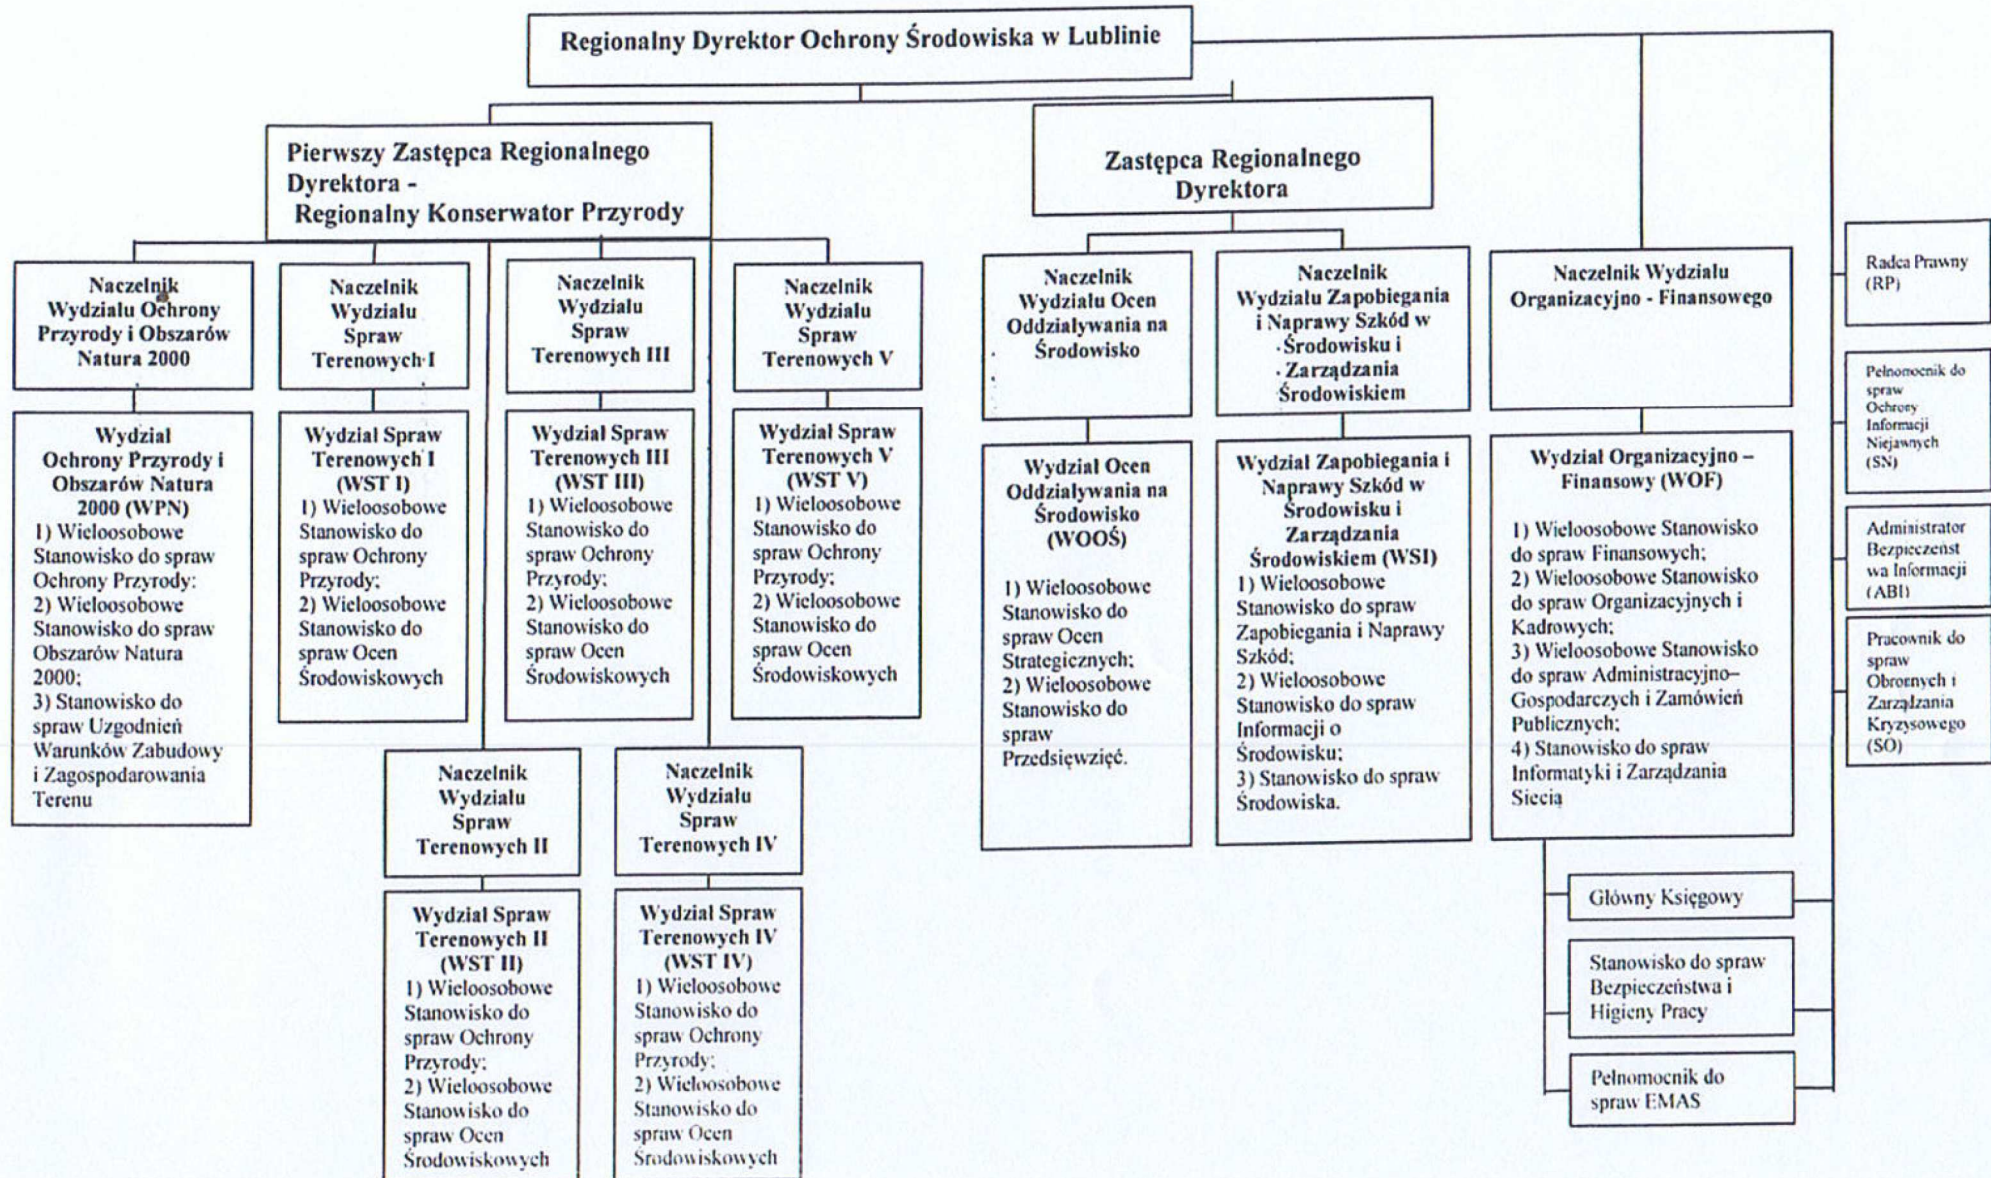 Regionalny Dyrektor Ochrony Środowiska w Lublinie
Pierwszy Zastępca Regionalnego
Dyrektora -
Regionalny Konserwator Przyrody
Zastępca Regionalnego
Dyrektora
Naczelnik
Wydziału Ochrony
Przyrody i Obszarów
Natura 2000
Naczelnik
Wydziału
Spraw
Terenowych I
Naczelnik
Wydziału
Spraw
Terenowych III
Naczelnik
Wydziału
Spraw
Terenowych V
Naczelnik
Wydziału Ocen
Oddziaływania na
Środowisko
Naczelnik
Wydziału Zapobiegania
i Naprawy Szkód w
Środowisku i
Zarządzania
Środowiskiem
Naczelnik Wydziału
Organizacyjno - Finansowego
Radca Prawny
(RP)
Pełnomocnik do
spraw
Ochrony
Informacji
Niejawnych
(SN)
Administrator
Bezpieczeńst
wa Informacji
(ABI)
Pracownik do
spraw
Obronnych i
Zarządzania
Kryzysowego
(SO)
Wydział
Ochrony Przyrody i
Obszarów Natura
2000 (WPN)
1) Wieloosobowe
Stanowisko do spraw
Ochrony Przyrody;
2) Wieloosobowe
Stanowisko do spraw
Obszarów Natura
2000;
3) Stanowisko do
spraw Uzgodnień
Warunków Zabudowy
i Zagospodarowania
Terenu
Wydział Spraw
Terenowych I
(WST I)
1) Wieloosobowe
Stanowisko do
spraw Ochrony
Przyrody;
2) Wieloosobowe
Stanowisko do
spraw Ocen
Środowiskowych
Wydział Spraw
Terenowych III
(WST III)
1) Wieloosobowe
Stanowisko do
spraw Ochrony
Przyrody;
2) Wieloosobowe
Stanowisko do
spraw Ocen
Środowiskowych
Wydział Spraw
Terenowych V
(WST V)
1) Wieloosobowe
Stanowisko do
spraw Ochrony
Przyrody;
2) Wieloosobowe
Stanowisko do
spraw Ocen
Środowiskowych
Wydział Ocen
Oddziaływania na
Środowisko
(WOOŚ)
1) Wieloosobowe
Stanowisko do
spraw Ocen
Strategicznych;
2) Wieloosobowe
Stanowisko do
spraw
Przedsięwzięć.
Wydział Zapobiegania i
Naprawy Szkód w
Środowisku i
Zarządzania
Środowiskiem (WSI)
1) Wieloosobowe
Stanowisko do spraw
Zapobiegania i Naprawy
Szkód;
2) Wieloosobowe
Stanowisko do spraw
Informacji o
Środowisku;
3) Stanowisko do spraw
Środowiska.
Wydział Organizacyjno –
Finansowy (WOF)
1) Wieloosobowe Stanowisko
do spraw Finansowych;
2) Wieloosobowe Stanowisko
do spraw Organizacyjnych i
Kadrowych;
3) Wieloosobowe Stanowisko
do spraw Administracyjno–
Gospodarczych i Zamówień
Publicznych;
4) Stanowisko do spraw
Informatyki i Zarządzania
Siecią
Naczelnik
Wydziału
Spraw
Terenowych II
Naczelnik
Wydziału
Spraw
Terenowych IV
Wydział Spraw
Terenowych II
(WST II)
1) Wieloosobowe
Stanowisko do
spraw Ochrony
Przyrody;
2) Wieloosobowe
Stanowisko do
spraw Ocen
Środowiskowych
Wydział Spraw
Terenowych IV
(WST IV)
1) Wieloosobowe
Stanowisko do
spraw Ochrony
Przyrody;
2) Wieloosobowe
Stanowisko do
spraw Ocen
Środowiskowych
Główny Księgowy
Stanowisko do spraw
Bezpieczeństwa i
Higieny Pracy
Pełnomocnik do
spraw EMAS